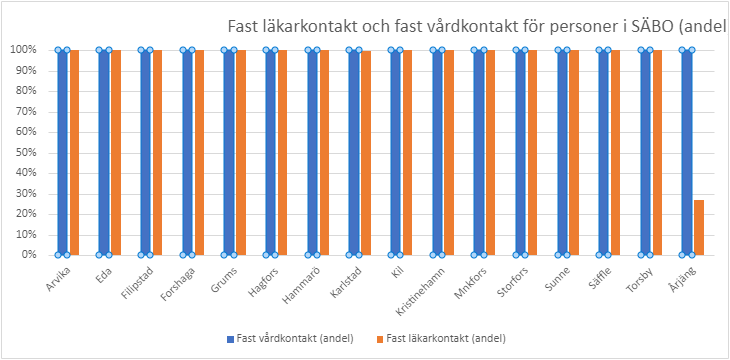 Fast läkarkontakt och fast vårdkontakt för personer i SÄBO (andel
100%
90%
80%
70%
60%
50%
40%
30%
20%
10%
0%
Arvika
Eda
Filipstad
Forshaga
Grums
Hagfors
Hammarö
Karlstad
Kil
Kristinehamn
Mnkfors
Storfors
Sunne
Säffle
Torsby
Årjäng
Fast vårdkontakt (andel)
Fast läkarkontakt (andel)